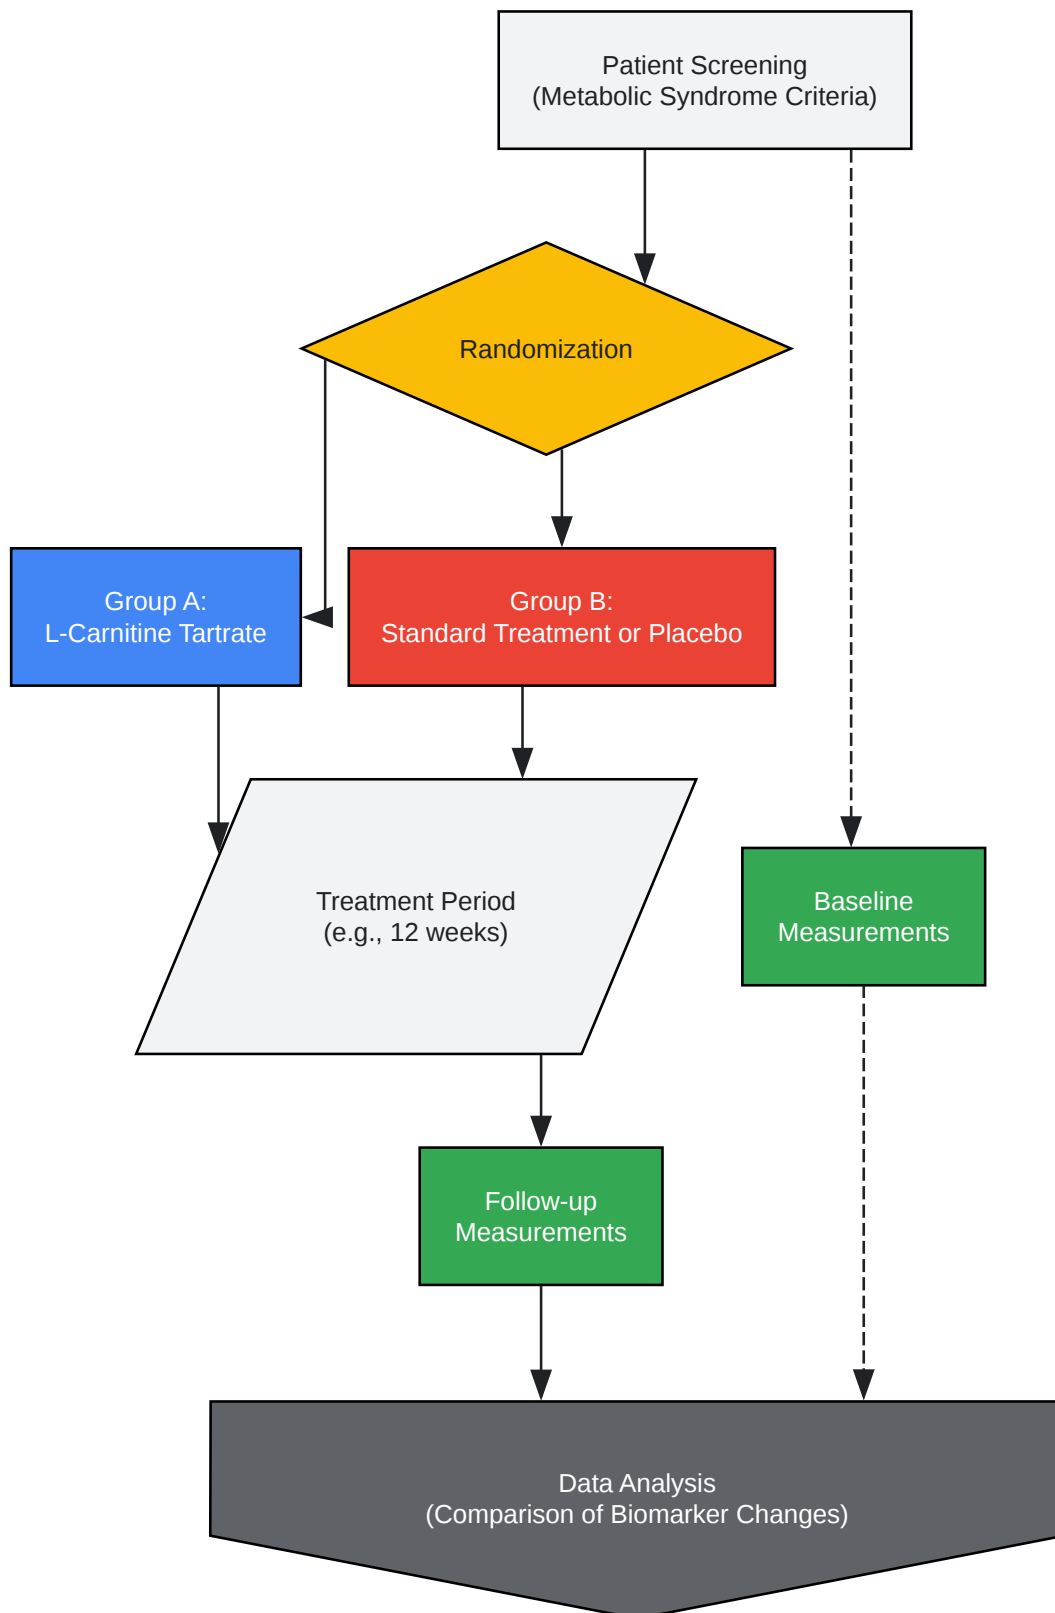 Patient Screening
(Metabolic Syndrome Criteria)
Randomization
Group A:
L-Carnitine Tartrate
Group B:
Standard Treatment or Placebo
Treatment Period
(e.g., 12 weeks)
Baseline
Measurements
Follow-up
Measurements
Data Analysis
(Comparison of Biomarker Changes)